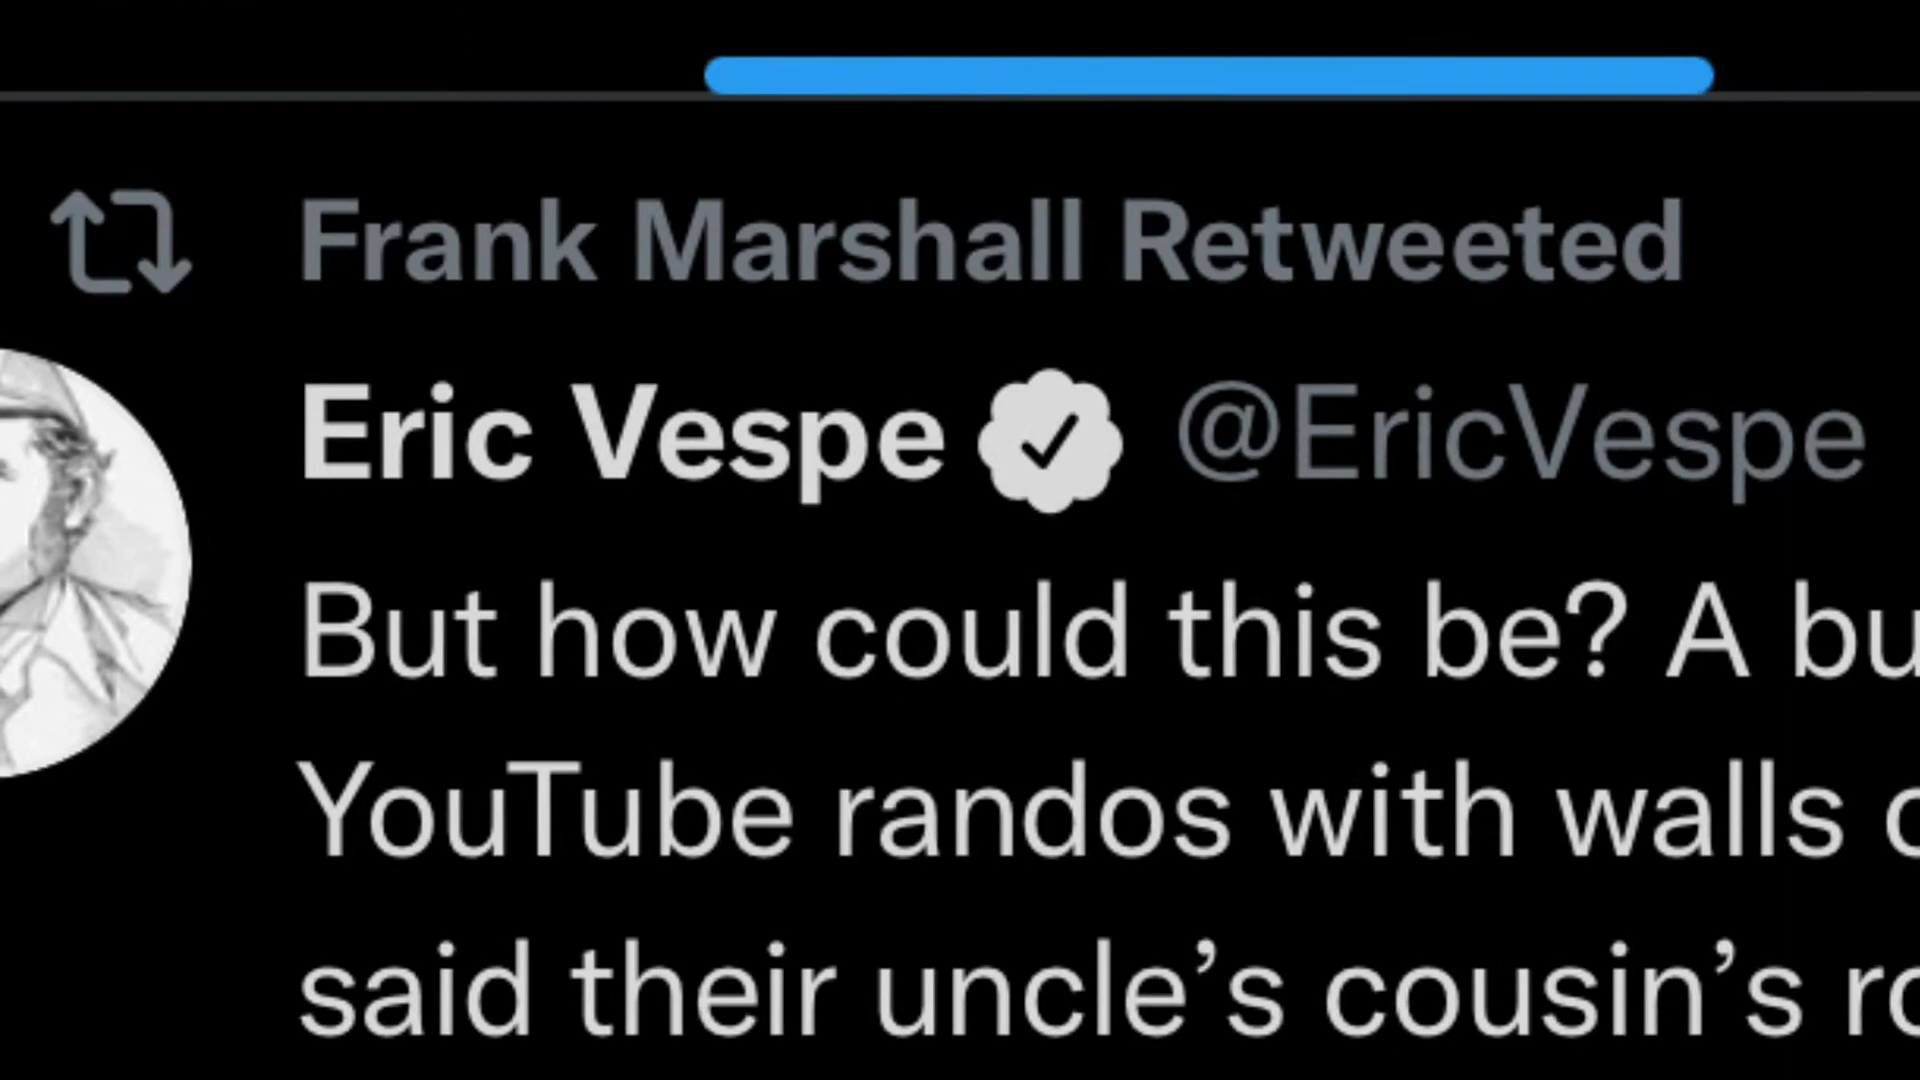 Frank Marshall Retweeted
Eric Vespe @EricVespe
But how could this be? A bu
YouTube randos with walls
said their uncle’s cousin’s